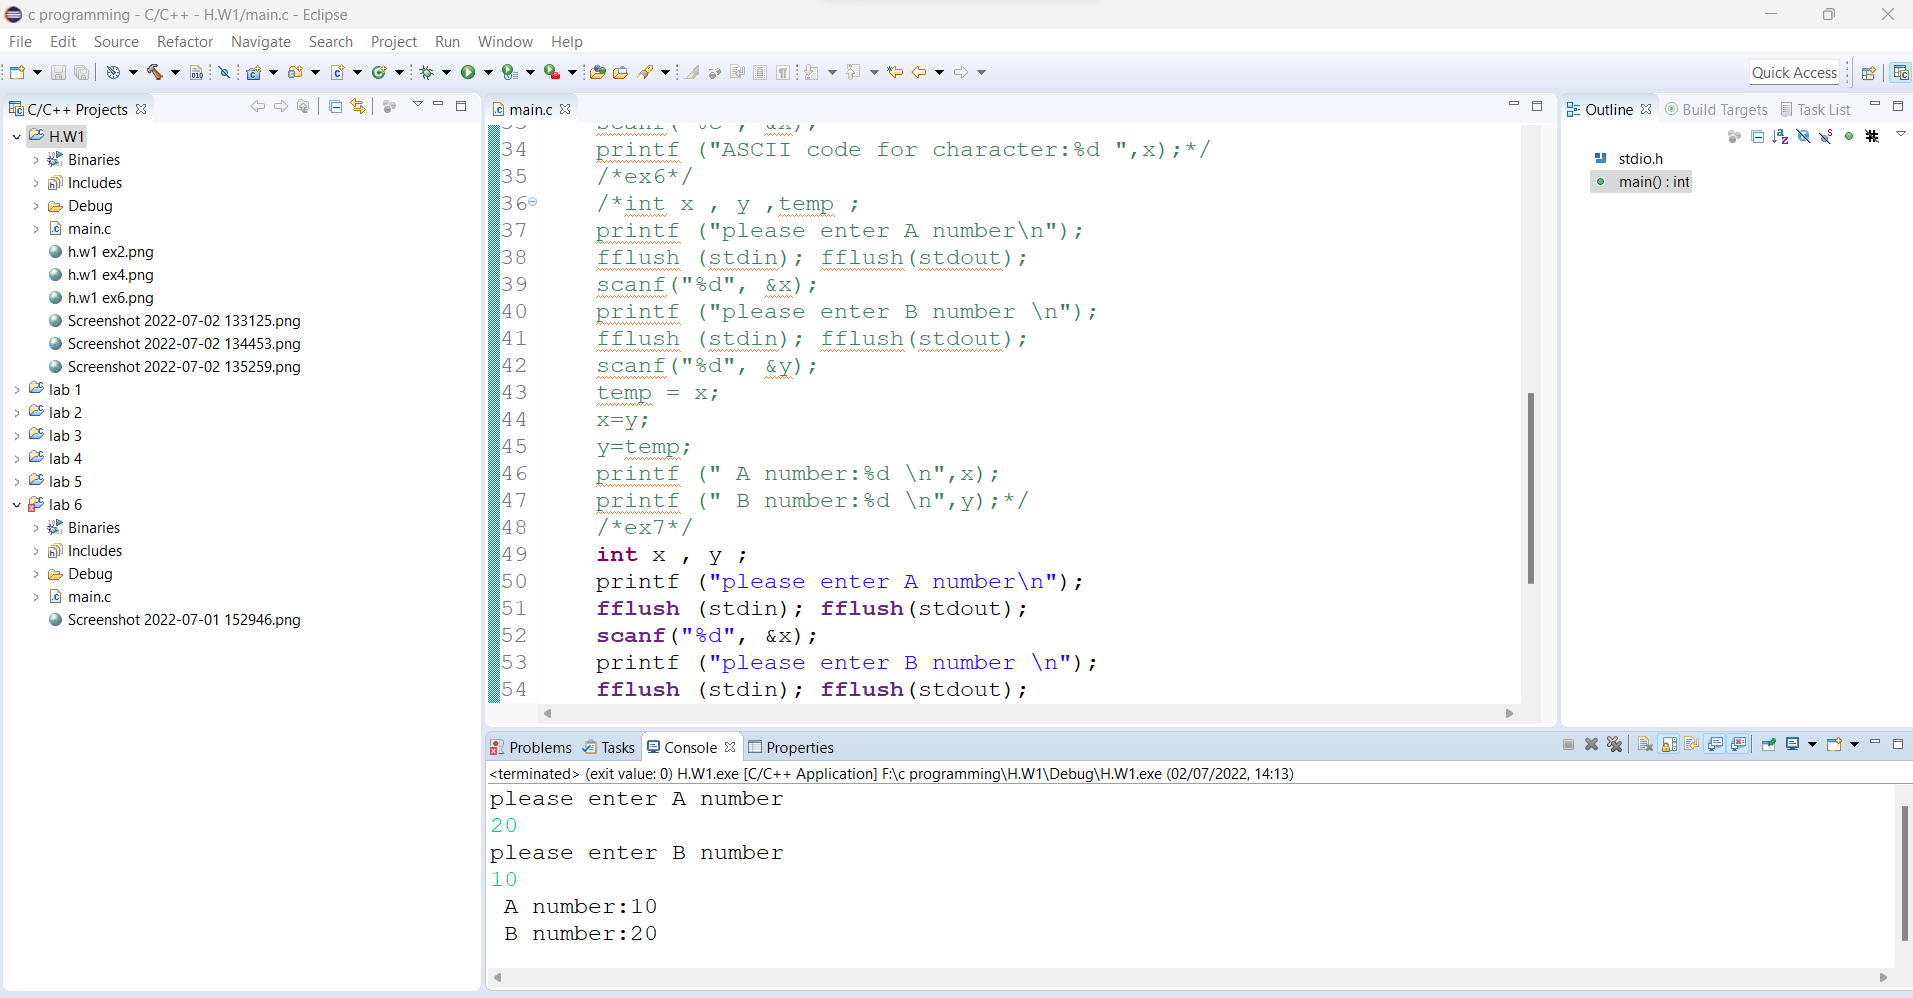 c programming - C/C++ - H.W1/main.c - Eclipse
File Edit Source Refactor Navigate Search Project Run Window Help
Quick Access
C/C++ Projects
H.W1
Binaries
Includes
Debug
main.c
h.w1 ex2.png
h.w1 ex4.png
h.w1 ex6.png
Screenshot 2022-07-02 133125.png
Screenshot 2022-07-02 134453.png
Screenshot 2022-07-02 135259.png
lab 1
lab 2
lab 3
lab 4
lab 5
lab 6
Binaries
Includes
Debug
main.c
Screenshot 2022-07-01 152946.png
main.c
34 printf ("ASCII code for character:%d ",x);*/
35 /*ex6*/
36 /*int x , y ,temp ;
37 printf ("please enter A number\n");
38 fflush (stdin); fflush(stdout);
39 scanf("%d", &x);
40 printf ("please enter B number \n");
41 fflush (stdin); fflush(stdout);
42 scanf("%d", &y);
43 temp = x;
44 x=y;
45 y=temp;
46 printf (" A number:%d \n",x);
47 printf (" B number:%d \n",y);*/
48 /*ex7*/
49 int x , y ;
50 printf ("please enter A number\n");
51 fflush (stdin); fflush(stdout);
52 scanf("%d", &x);
53 printf ("please enter B number \n");
54 fflush (stdin); fflush(stdout);
Outline Build Targets Task List
stdio.h
main() : int
Problems Tasks Console Properties
<terminated> (exit value: 0) H.W1.exe [C/C++ Application] F:\c programming\H.W1\Debug\H.W1.exe (02/07/2022, 14:13)
please enter A number
20
please enter B number
10
A number:10
B number:20